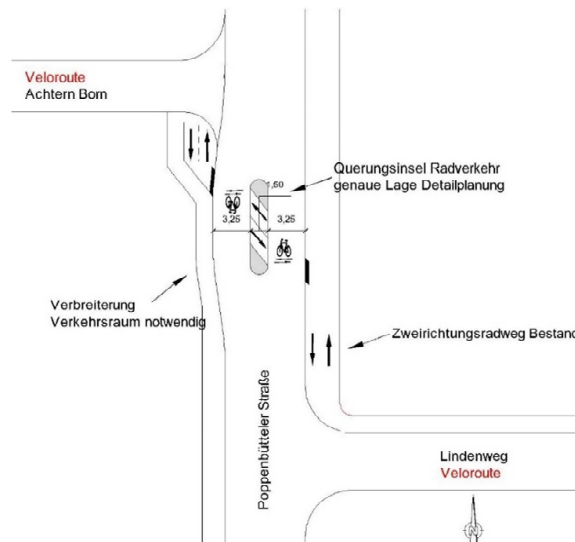 Veloroute
Achtern Born
Querungsinsel Radverkehr
genaue Lage Detailplanung
1,50
3,25
3,25
Verbreiterung
Verkehrsraum notwendig
Zweirichtungsradweg Bestand
Poppenbütteler Straße
Lindenweg
Veloroute